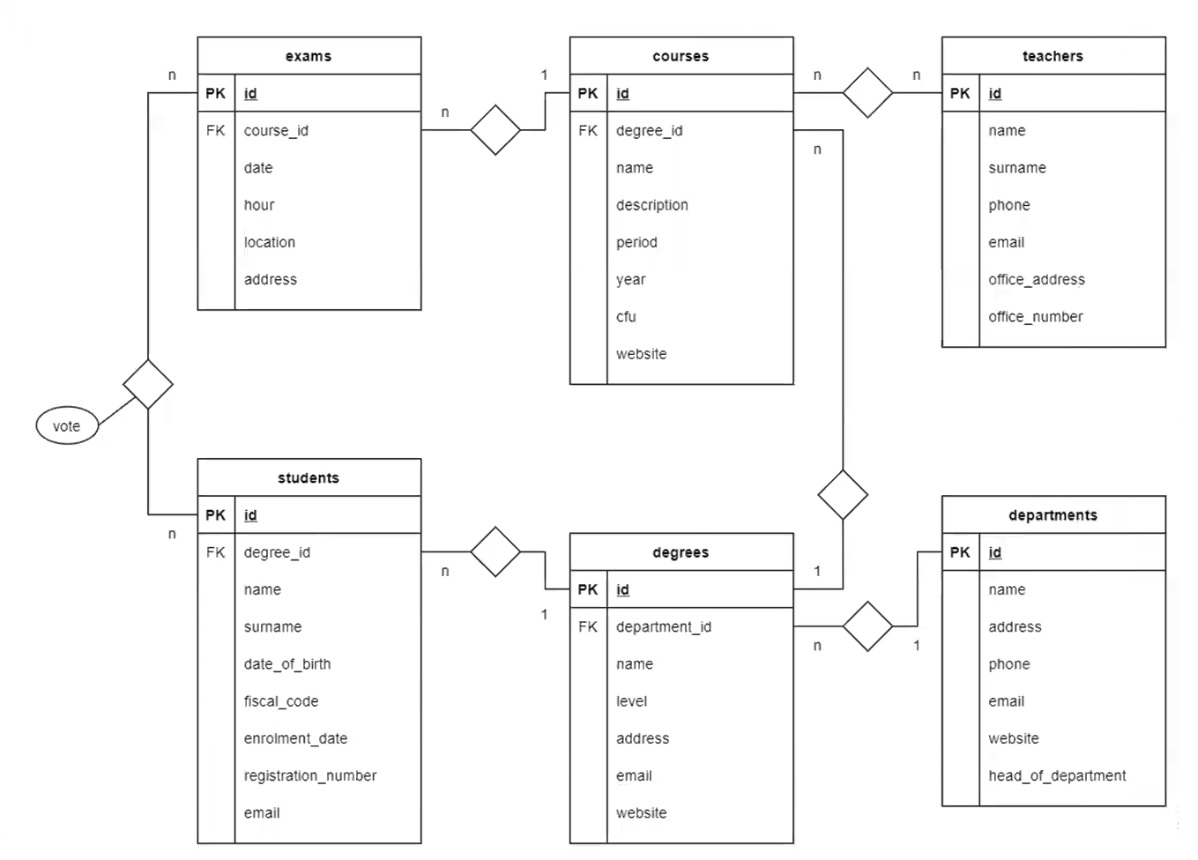 exams
n
PK id
FK course_id
date
hour
location
address
n
1
courses
PK id
FK degree_id
name
description
period
year
cfu
website
n
n
n
teachers
PK id
name
surname
phone
email
office_address
office_number
vote
n
students
PK id
FK degree_id
name
surname
date_of_birth
fiscal_code
enrolment_date
registration_number
email
n
1
degrees
PK id
FK department_id
name
level
address
email
website
1
n
1
departments
PK id
name
address
phone
email
website
head_of_department